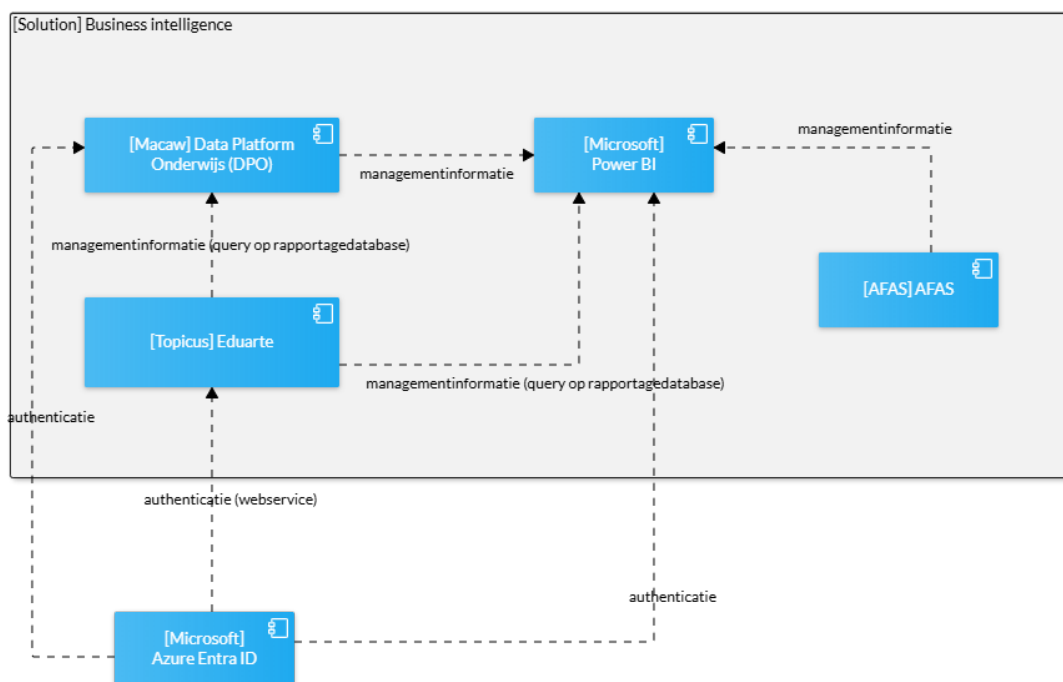 [Solution] Business intelligence
[Macaw] Data Platform
Onderwijs (DPO)
[Microsoft]
Power BI
managementinformatie
managementinformatie
managementinformatie (query op rapportagedatabase)
[AFAS] AFAS
[Topicus] Eduarte
managementinformatie (query op rapportagedatabase)
authenticatie
authenticatie (webservice)
authenticatie
[Microsoft]
Azure Entra ID